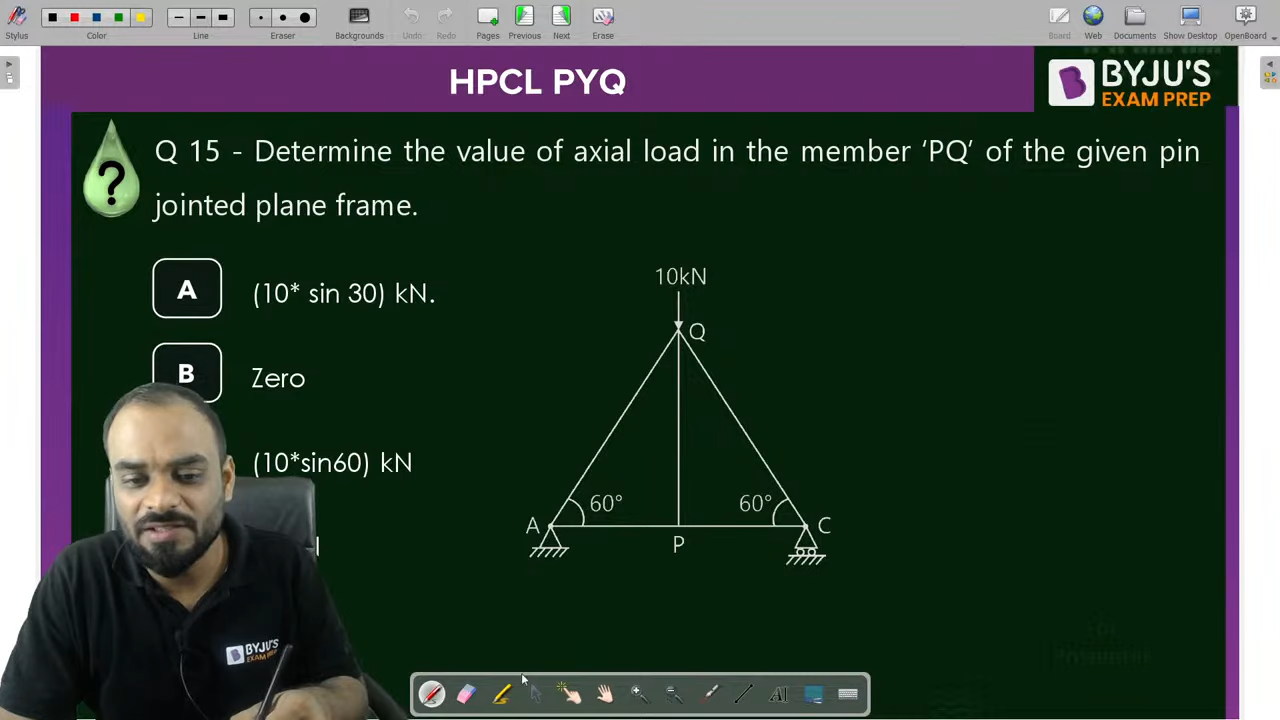 Stylus
Color
Line
Eraser
Backgrounds
Undo
Redo
Pages
Previous
Next
Erase
Board
Web
Documents
Show Desktop
OpenBoard
HPCL PYQ
BYJU'S
EXAM PREP
?
Q 15 - Determine the value of axial load in the member ‘PQ’ of the given pin
jointed plane frame.
A (10* sin 30) kN.
B Zero
(10*sin60) kN
10kN
Q
60°
60°
A
P
C
BYJU'S
EXAM PREP